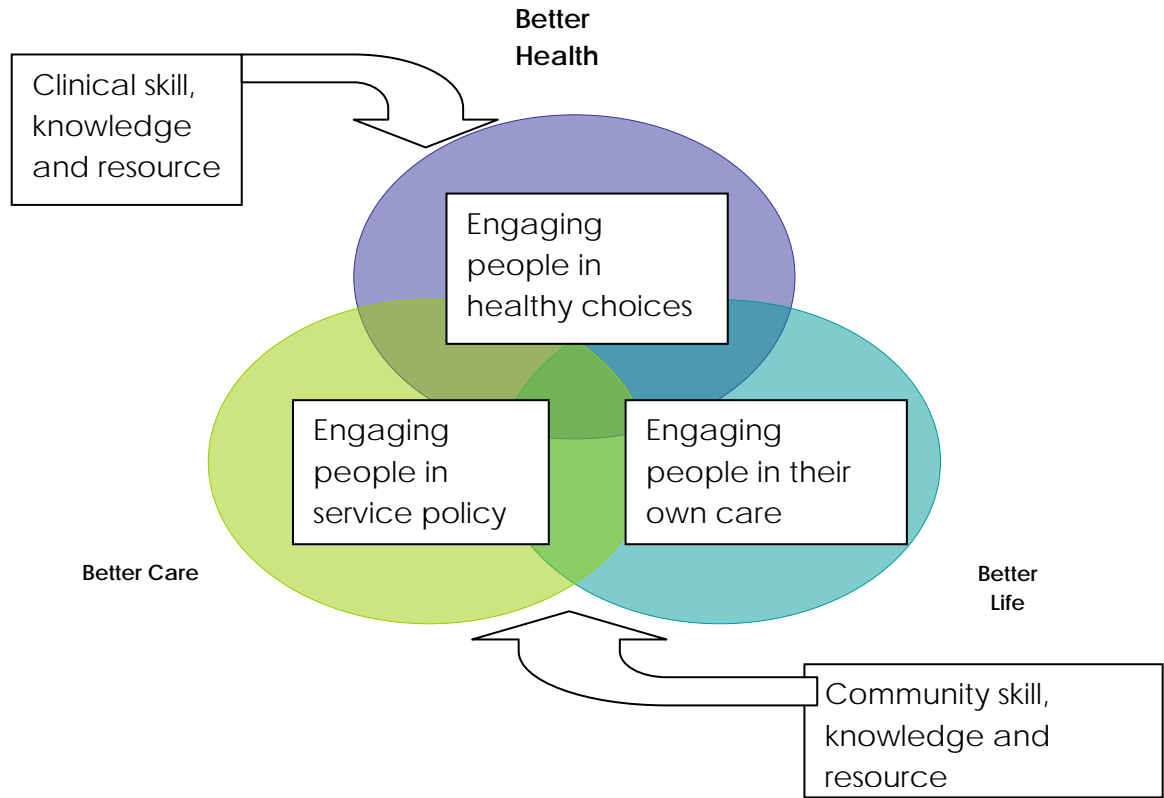 Better
Health
Clinical skill,
knowledge
and resource
Engaging
people in
healthy choices
Engaging
people in
service policy
Engaging
people in their
own care
Better Care
Better
Life
Community skill,
knowledge and
resource